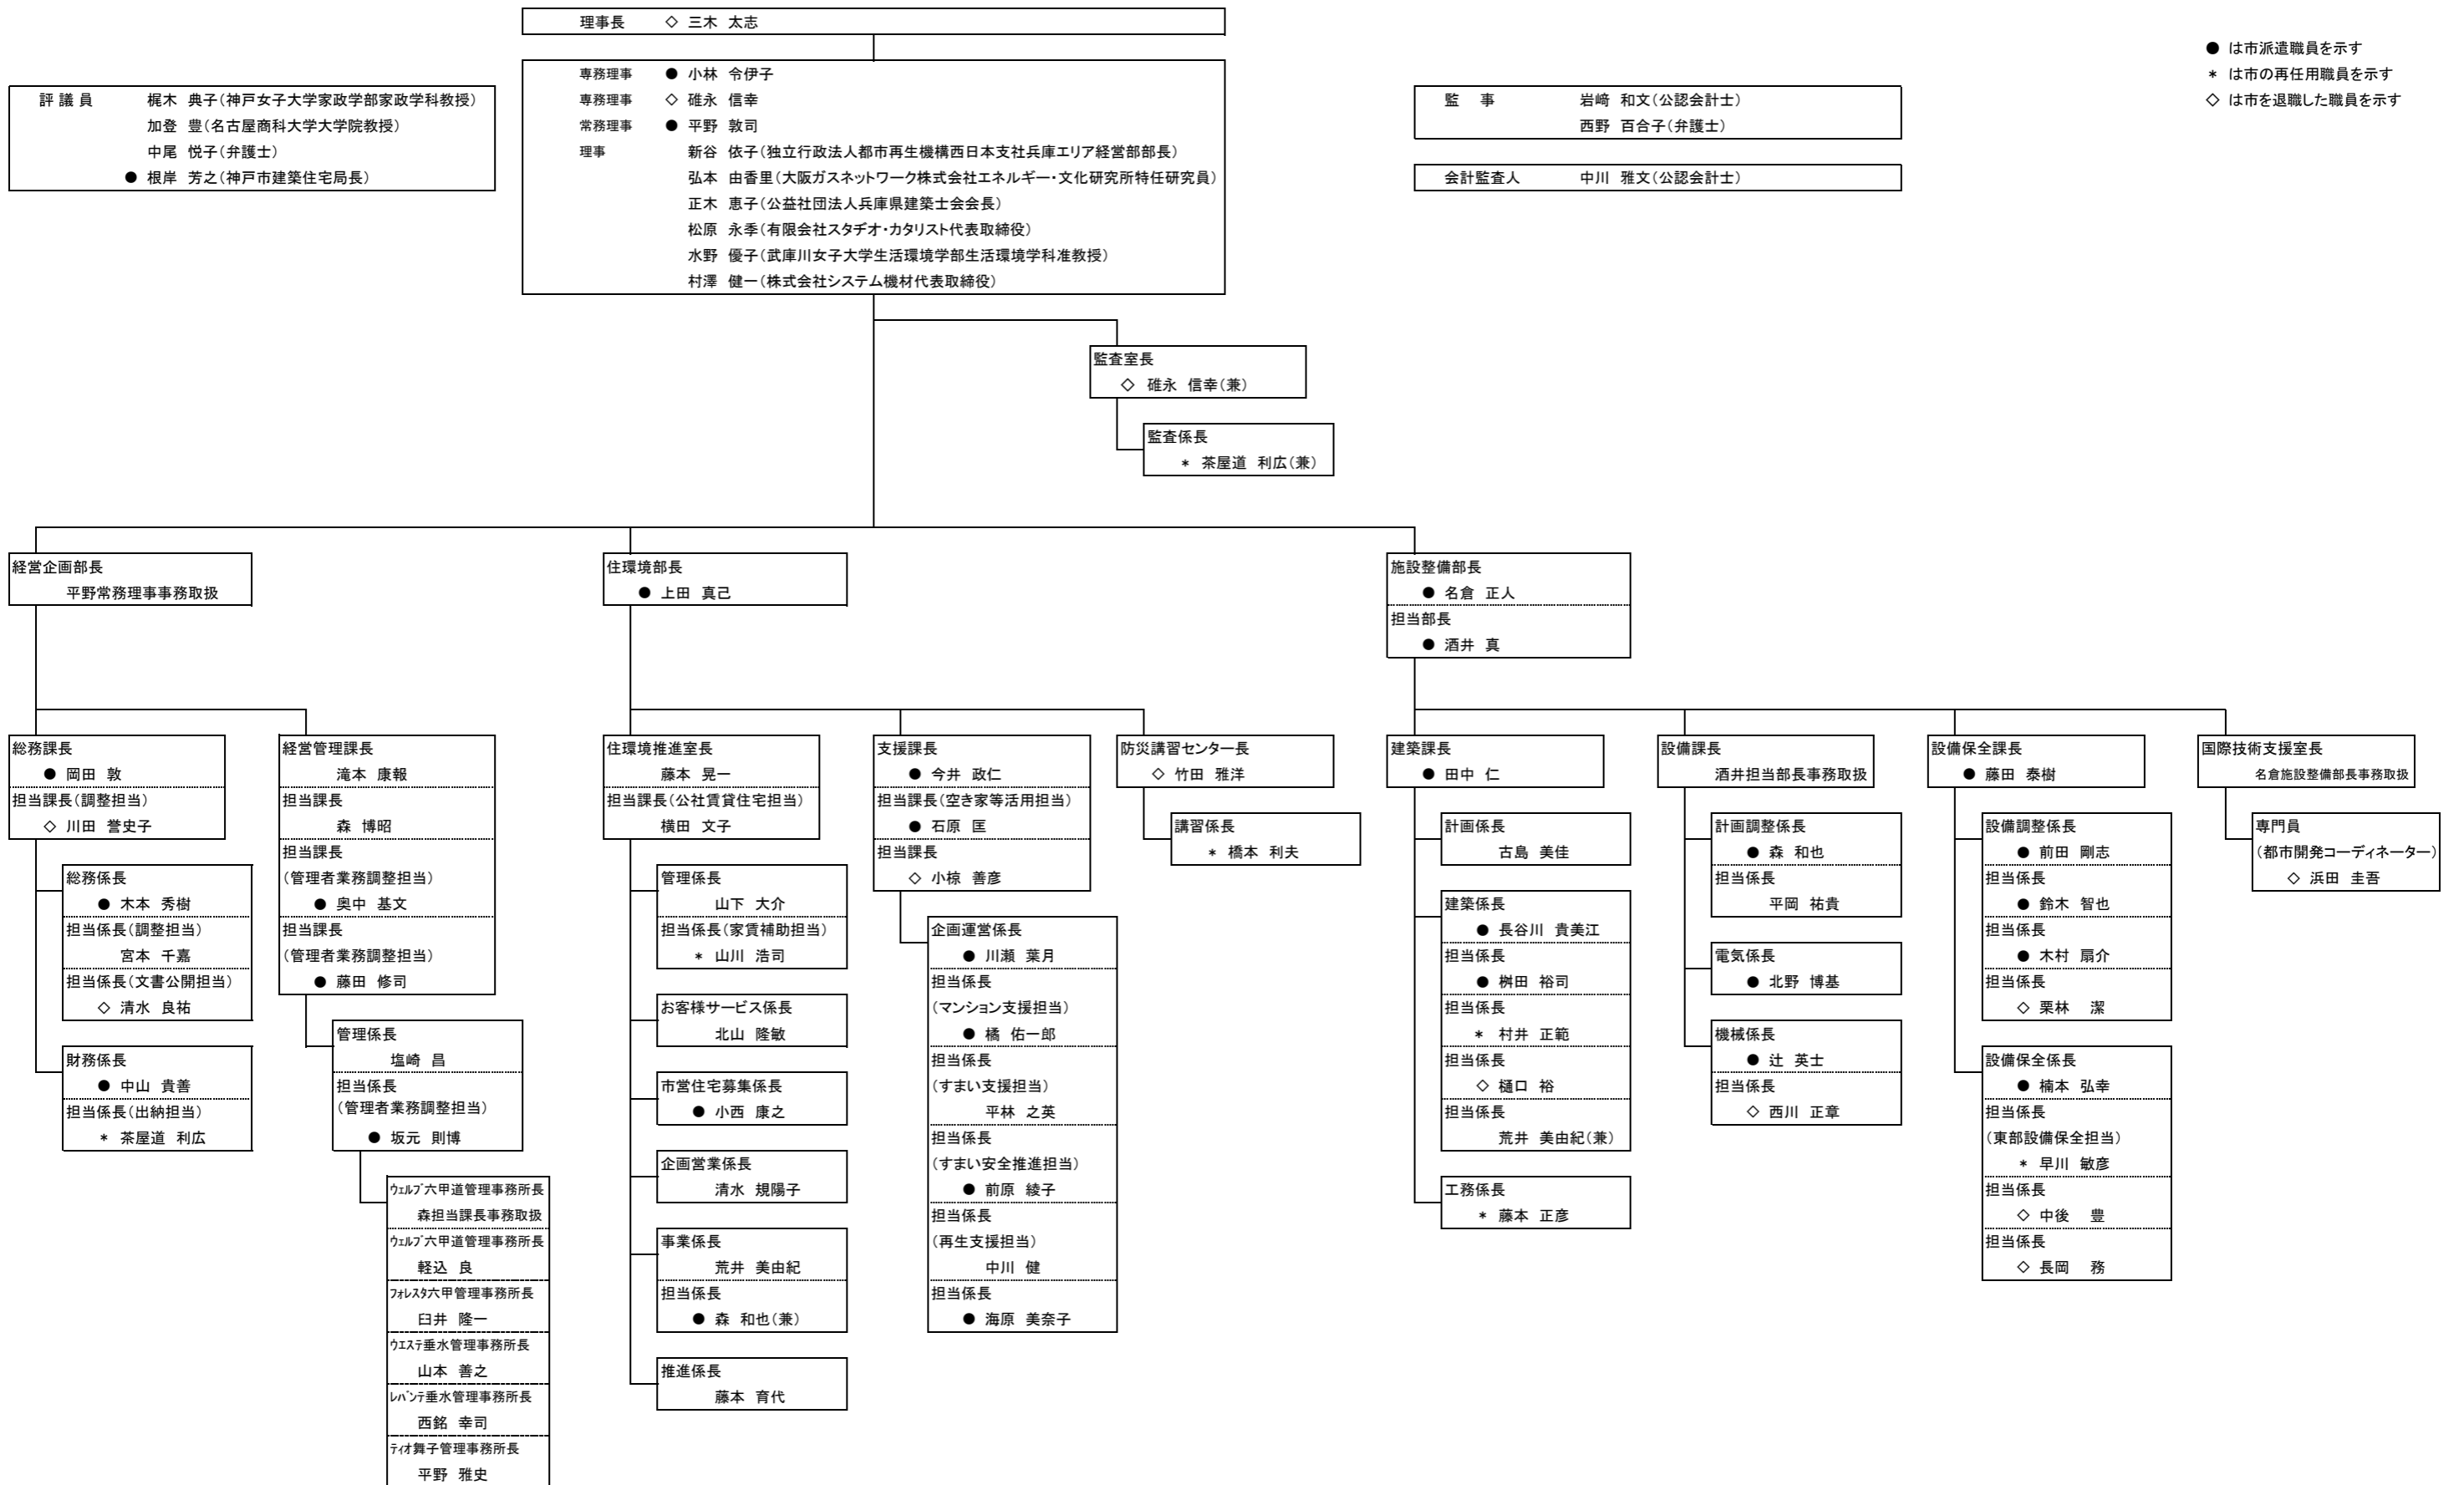 理事長 ◇ 三木 太志
● は市派遣職員を示す
* は市の再任用職員を示す
◇ は市を退職した職員を示す
専務理事 ● 小林 令伊子
専務理事 ◇ 碓永 信幸
常務理事 ● 平野 敦司
理事 新谷 依子(独立行政法人都市再生機構西日本支社兵庫エリア経営部部長)
弘本 由香里(大阪ガスネットワーク株式会社エネルギー・文化研究所特任研究員)
正木 恵子(公益社団法人兵庫県建築士会会長)
松原 永季(有限会社スタヂオ・カタリスト代表取締役)
水野 優子(武庫川女子大学生活環境学部生活環境学科准教授)
村澤 健一(株式会社システム機材代表取締役)
評 議 員 梶木 典子(神戸女子大学家政学部家政学科教授)
加登 豊(名古屋商科大学大学院教授)
中尾 悦子(弁護士)
● 根岸 芳之(神戸市建築住宅局長)
監 事 岩﨑 和文(公認会計士)
西野 百合子(弁護士)
会計監査人 中川 雅文(公認会計士)
監査室長
◇ 碓永 信幸(兼)
監査係長
* 茶屋道 利広(兼)
経営企画部長
平野常務理事事務取扱
住環境部長
● 上田 真己
施設整備部長
● 名倉 正人
担当部長
● 酒井 真
総務課長
● 岡田 敦
担当課長(調整担当)
◇ 川田 誉史子
総務係長
● 木本 秀樹
担当係長(調整担当)
宮本 千嘉
担当係長(文書公開担当)
◇ 清水 良祐
財務係長
● 中山 貴善
担当係長(出納担当)
* 茶屋道 利広
経営管理課長
滝本 康報
担当課長
森 博昭
担当課長
(管理者業務調整担当)
● 奥中 基文
担当課長
(管理者業務調整担当)
● 藤田 修司
管理係長
塩崎 昌
担当係長
(管理者業務調整担当)
● 坂元 則博
ウェルブ六甲道管理事務所長
森担当課長事務取扱
ウェルブ六甲道管理事務所長
軽込 良
フォレスタ六甲管理事務所長
臼井 隆一
ウエステ垂水管理事務所長
山本 善之
レバンテ垂水管理事務所長
西銘 幸司
ティオ舞子管理事務所長
平野 雅史
住環境推進室長
藤本 晃一
担当課長(公社賃貸住宅担当)
横田 文子
管理係長
山下 大介
担当係長(家賃補助担当)
* 山川 浩司
お客様サービス係長
北山 隆敏
市営住宅募集係長
● 小西 康之
企画営業係長
清水 規陽子
事業係長
荒井 美由紀
担当係長
● 森 和也(兼)
推進係長
藤本 育代
支援課長
● 今井 政仁
担当課長(空き家等活用担当)
● 石原 匡
担当課長
◇ 小椋 善彦
企画運営係長
● 川瀬 葉月
担当係長
(マンション支援担当)
● 橘 佑一郎
担当係長
(すまい支援担当)
平林 之英
担当係長
(すまい安全推進担当)
● 前原 綾子
担当係長
(再生支援担当)
中川 健
担当係長
● 海原 美奈子
防災講習センター長
◇ 竹田 雅洋
講習係長
* 橋本 利夫
建築課長
● 田中 仁
計画係長
古島 美佳
建築係長
● 長谷川 貴美江
担当係長
● 桝田 裕司
担当係長
* 村井 正範
担当係長
◇ 樋口 裕
担当係長
荒井 美由紀(兼)
工務係長
* 藤本 正彦
設備課長
酒井担当部長事務取扱
計画調整係長
● 森 和也
担当係長
平岡 祐貴
電気係長
● 北野 博基
機械係長
● 辻 英士
担当係長
◇ 西川 正章
設備保全課長
● 藤田 泰樹
設備調整係長
● 前田 剛志
担当係長
● 鈴木 智也
担当係長
● 木村 扇介
担当係長
◇ 栗林 潔
設備保全係長
● 楠本 弘幸
担当係長
(東部設備保全担当)
* 早川 敏彦
担当係長
◇ 中後 豊
担当係長
◇ 長岡 務
国際技術支援室長
名倉施設整備部長事務取扱
専門員
(都市開発コーディネーター)
◇ 浜田 圭吾